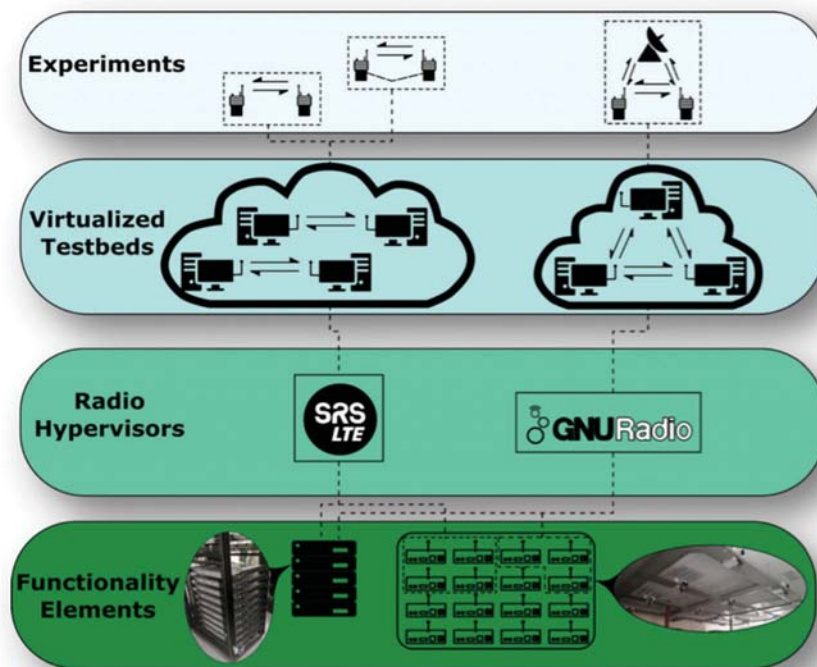 Experiments
Virtualized
Testbeds
Radio
Hypervisors
SRS
LTE
GNURadio
Functionality
Elements